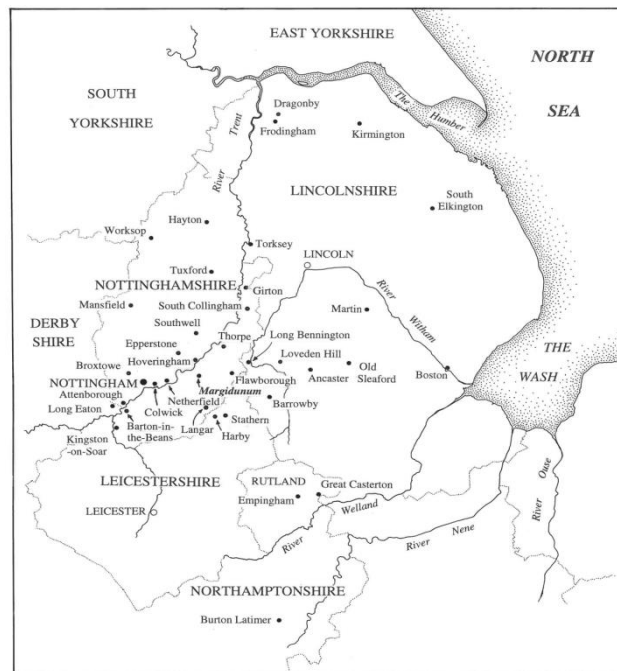 EAST YORKSHIRE
NORTH
SEA
SOUTH
YORKSHIRE
The
Humber
Trent
River
Dragonby
Frodingham
Kirmington
LINCOLNSHIRE
South
Elkington
Hayton
Worksop
Torksey
LINCOLN
Tuxford
NOTTINGHAMSHIRE
Girton
Mansfield
South Collingham
Martin
River
Witham
DERBY
SHIRE
Southwell
Thorpe
Long Bennington
THE
WASH
Epperstone
Hoveringham
Loveden Hill
Old
Sleaford
Boston
Broxtowe
Ancaster
NOTTINGHAM
Margidunum
Flawborough
Attenborough
Netherfield
Barrowby
Long Eaton
Colwick
Langar
Stathern
Barton-in
the-Beans
Harby
Kingston
-on-Soar
LEICESTERSHIRE
RUTLAND
Great Casterton
Empingham
LEICESTER
River
Welland
River
Nene
River
Ouse
NORTHAMPTONSHIRE
Burton Latimer